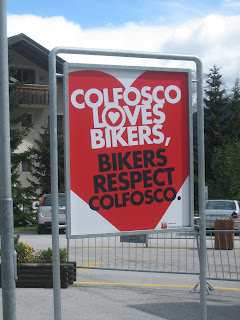 COLFOSCO
LOVES
BIKERS,
BIKERS
RESPECT
COLFOSCO.